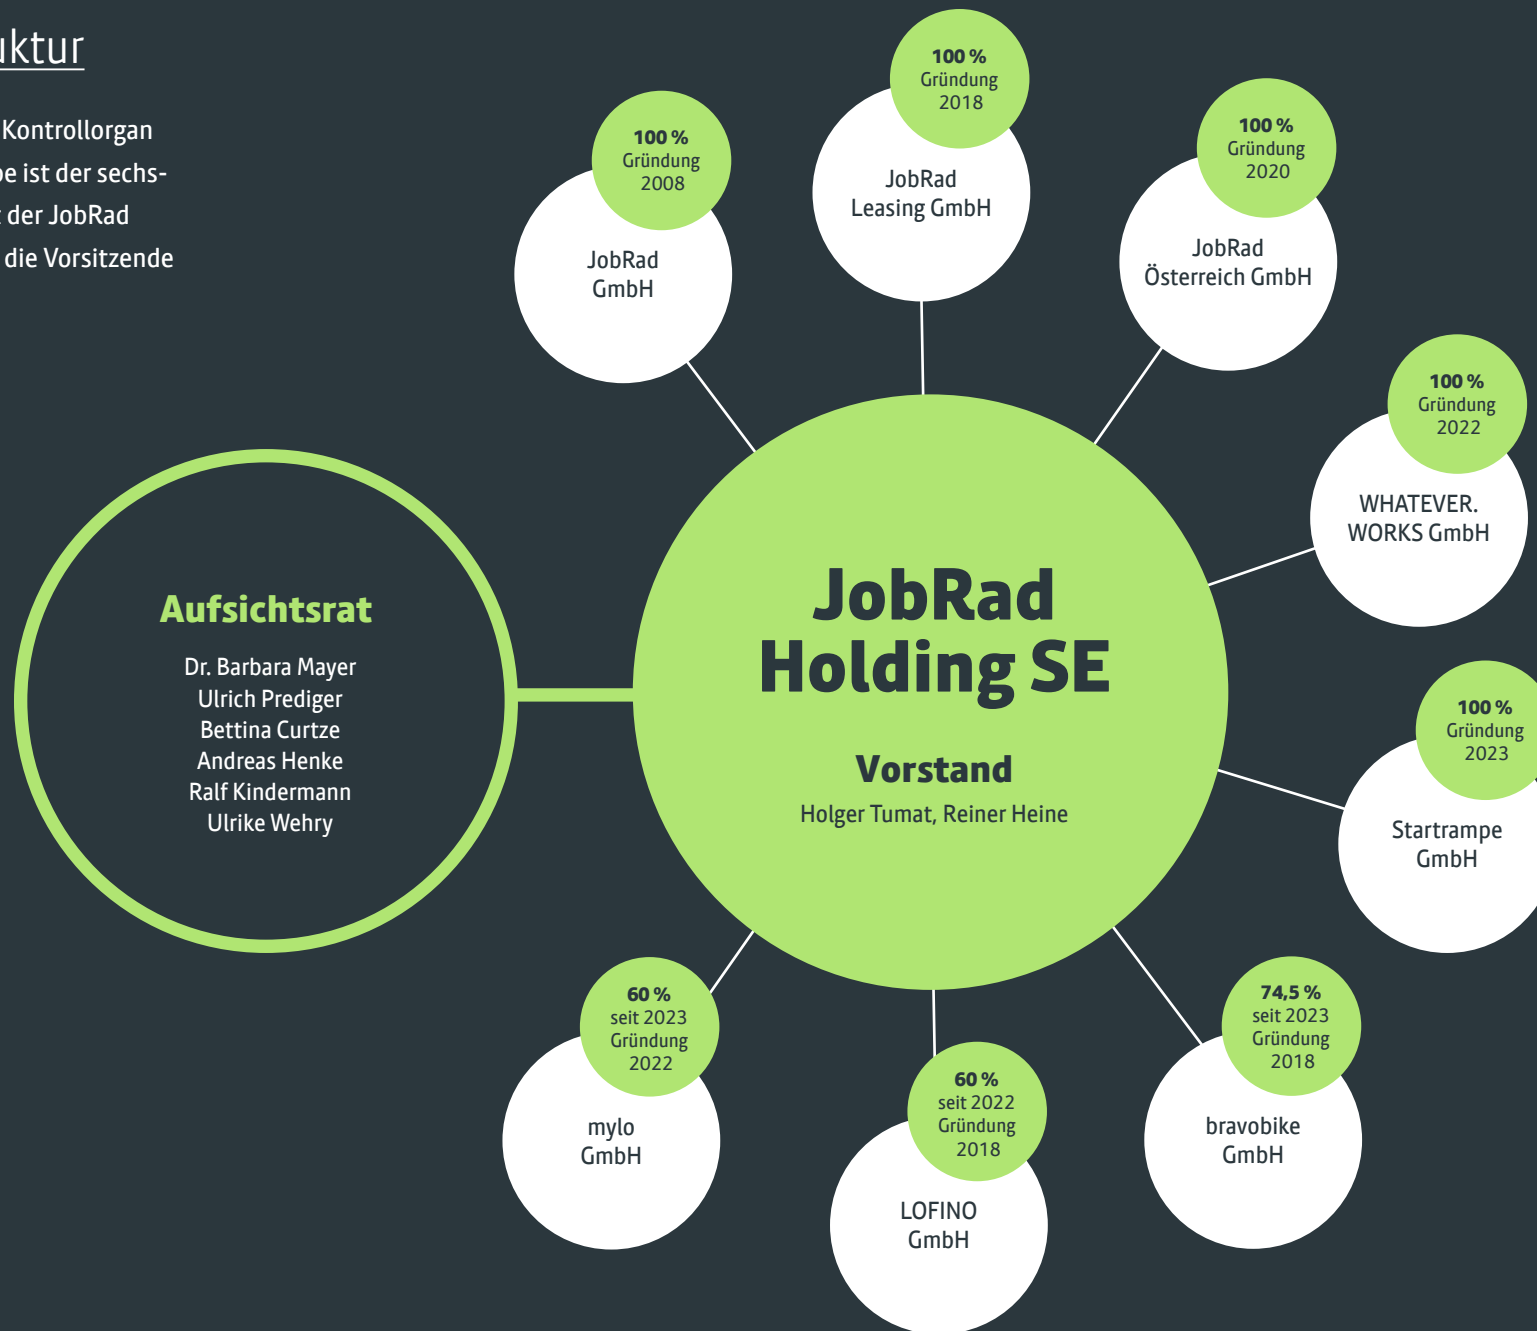 Kontrollorgan
ist der sechs-
der JobRad
die Vorsitzende
100 %
Gründung
2008
JobRad
GmbH
100 %
Gründung
2018
JobRad
Leasing GmbH
100 %
Gründung
2020
JobRad
Österreich GmbH
100 %
Gründung
2022
WHATEVER.
WORKS GmbH
100 %
Gründung
2023
Startrampe
GmbH
Aufsichtsrat
Dr. Barbara Mayer
Ulrich Prediger
Bettina Curtze
Andreas Henke
Ralf Kindermann
Ulrike Wehry
JobRad
Holding SE
Vorstand
Holger Tumat, Reiner Heine
60 %
seit 2023
Gründung
2022
mylo
GmbH
60 %
seit 2022
Gründung
2018
LOFINO
GmbH
74,5 %
seit 2023
Gründung
2018
bravobike
GmbH